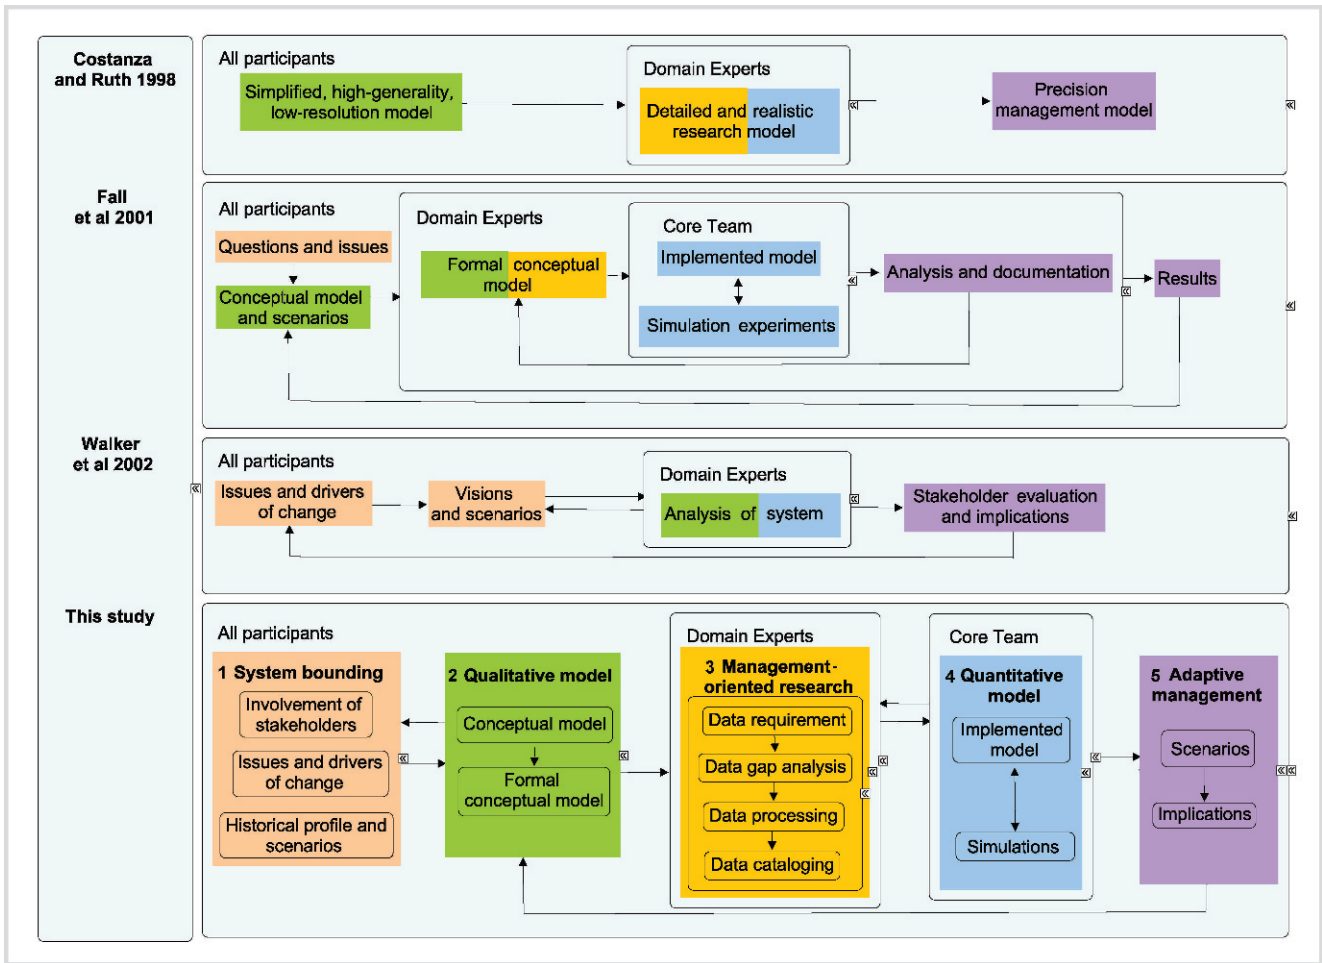 Costanza
and Ruth 1998
All participants
Simplified, high-generality,
low-resolution model
Domain Experts
Detailed and realistic
research model
Precision
management model
Fall
et al 2001
All participants
Questions and issues
Conceptual model
and scenarios
Domain Experts
Formal conceptual
model
Core Team
Implemented model
Simulation experiments
Analysis and documentation
Results
Walker
et al 2002
All participants
Issues and drivers
of change
Visions
and scenarios
Domain Experts
Analysis of system
Stakeholder evaluation
and implications
This study
All participants
1 System bounding
Involvement of
stakeholders
Issues and drivers
of change
Historical profile and
scenarios
2 Qualitative model
Conceptual model
Formal
conceptual model
Domain Experts
3 Management-
oriented research
Data requirement
Data gap analysis
Data processing
Data cataloging
Core Team
4 Quantitative
model
Implemented
model
Simulations
5 Adaptive
management
Scenarios
Implications